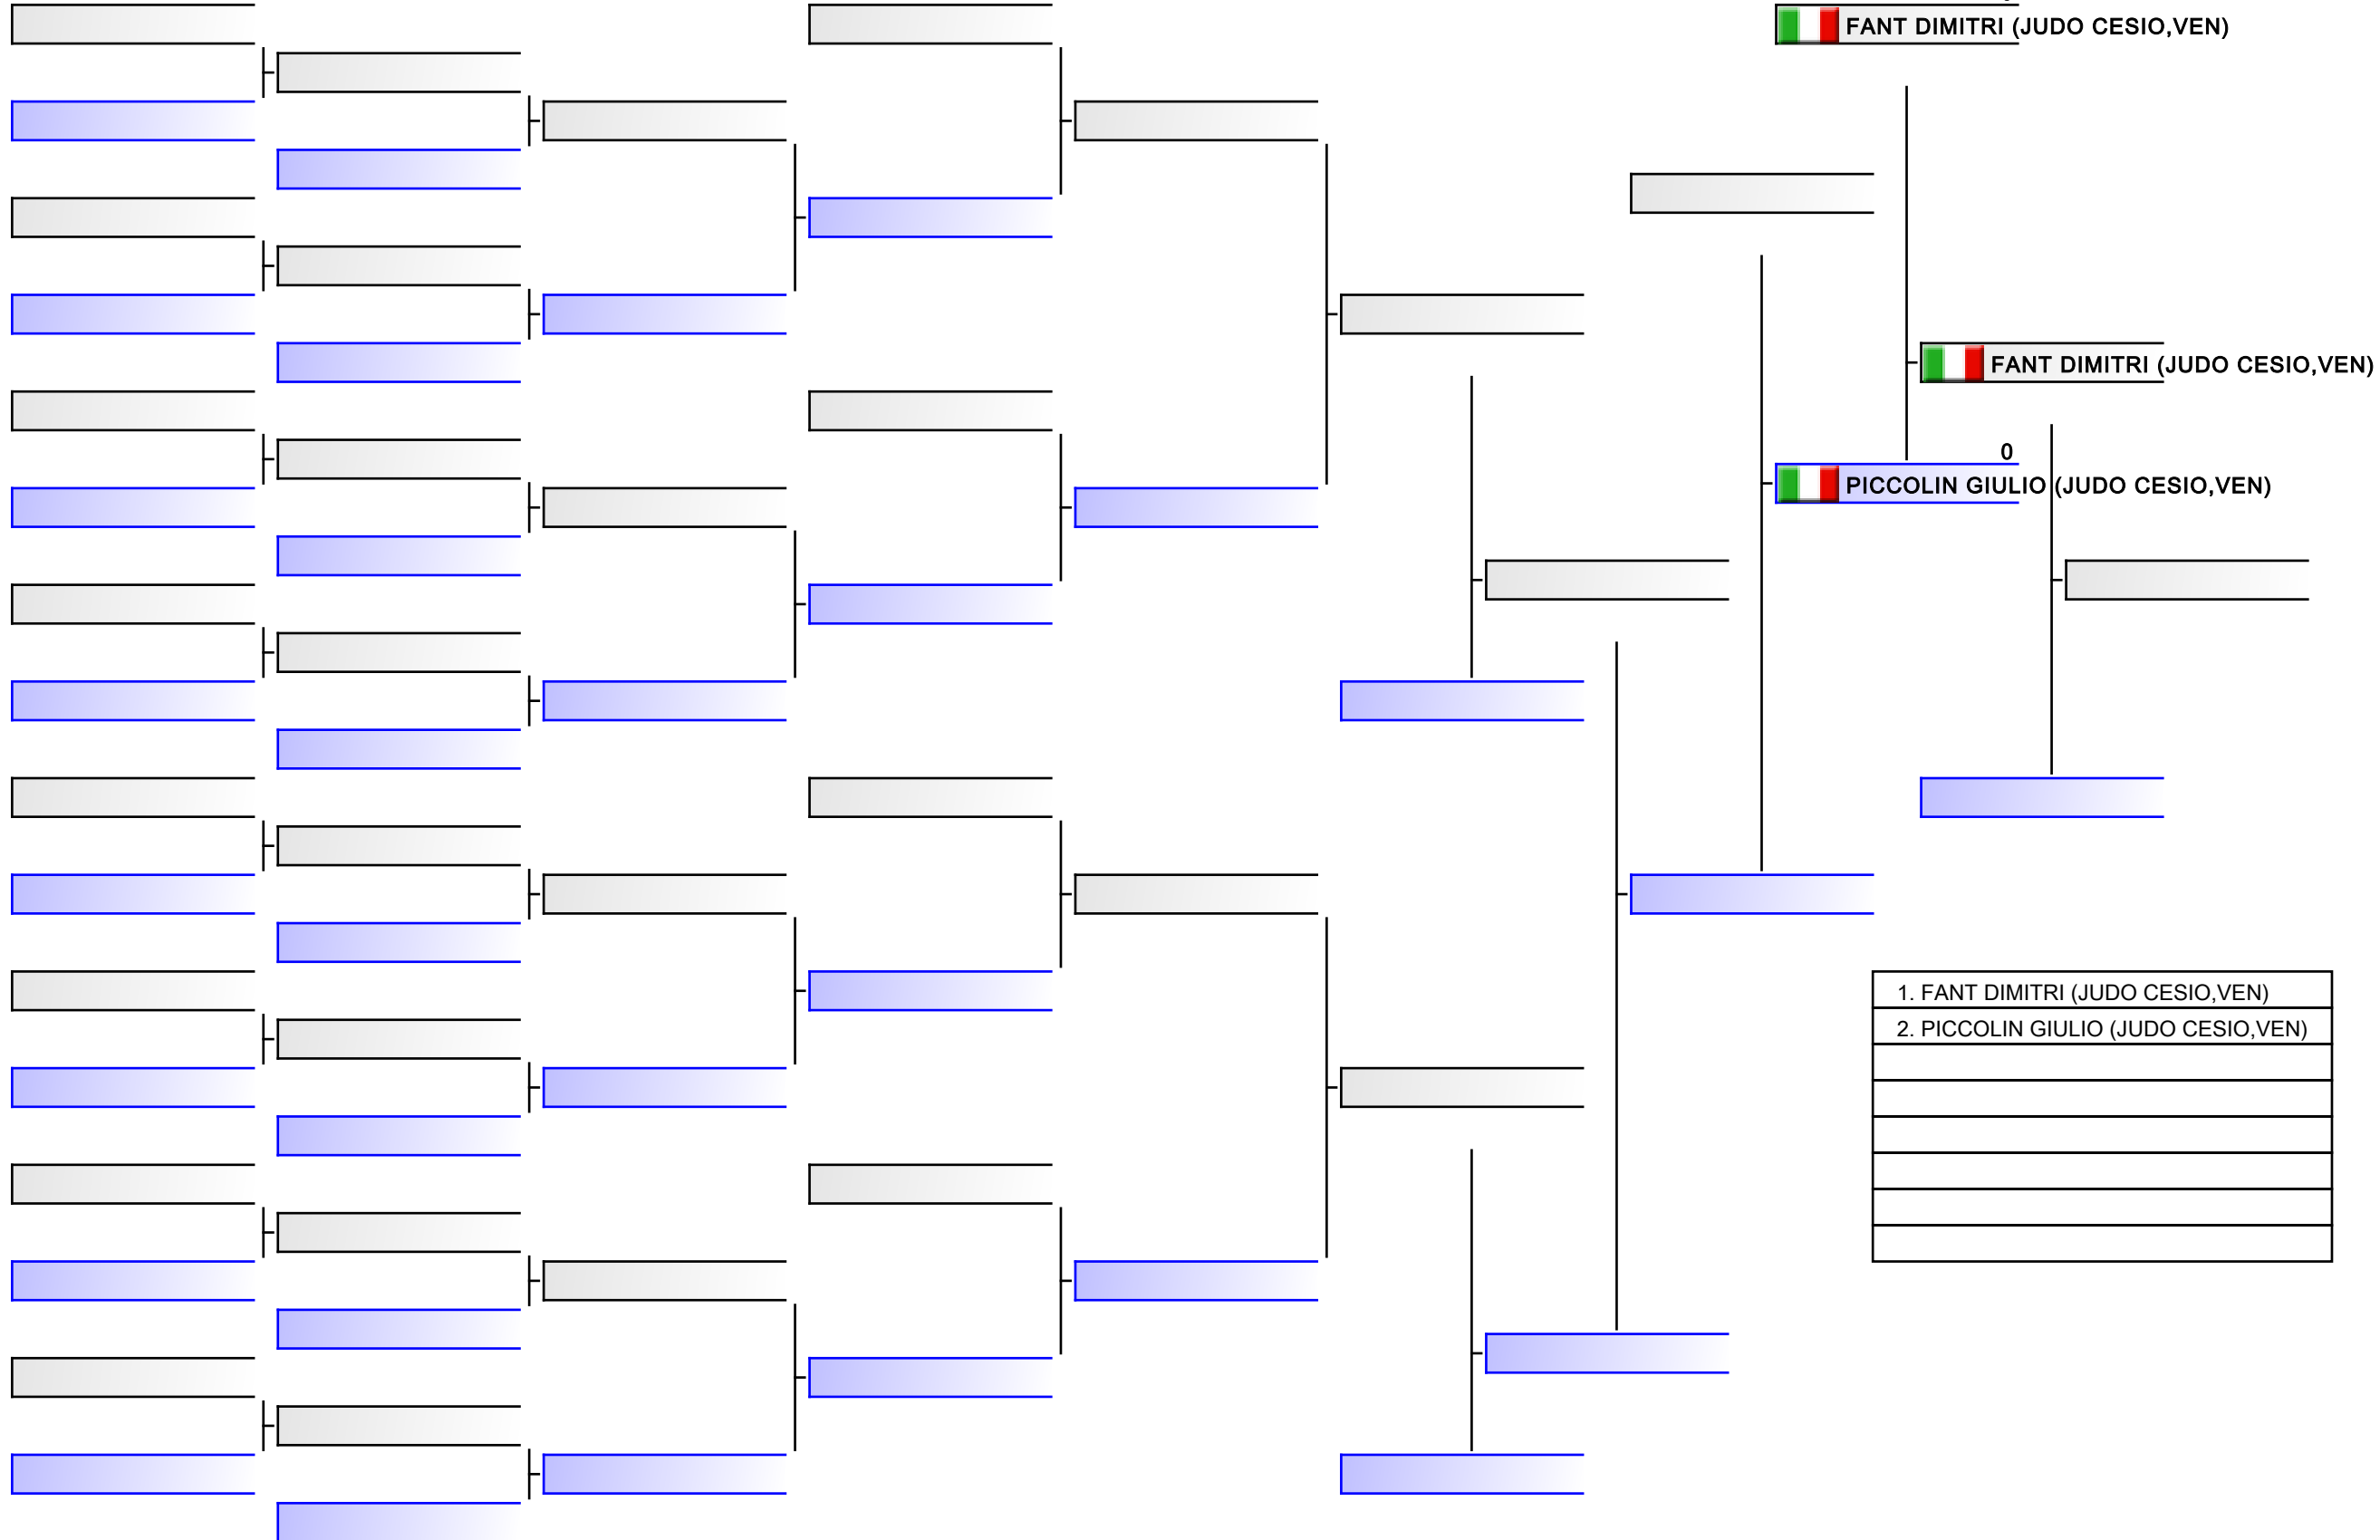 FANT DIMITRI (JUDO CESIO,VEN)
FANT DIMITRI (JUDO CESIO,VEN)
0
PICCOLIN GIULIO (JUDO CESIO,VEN)
1. FANT DIMITRI (JUDO CESIO,VEN)
2. PICCOLIN GIULIO (JUDO CESIO,VEN)